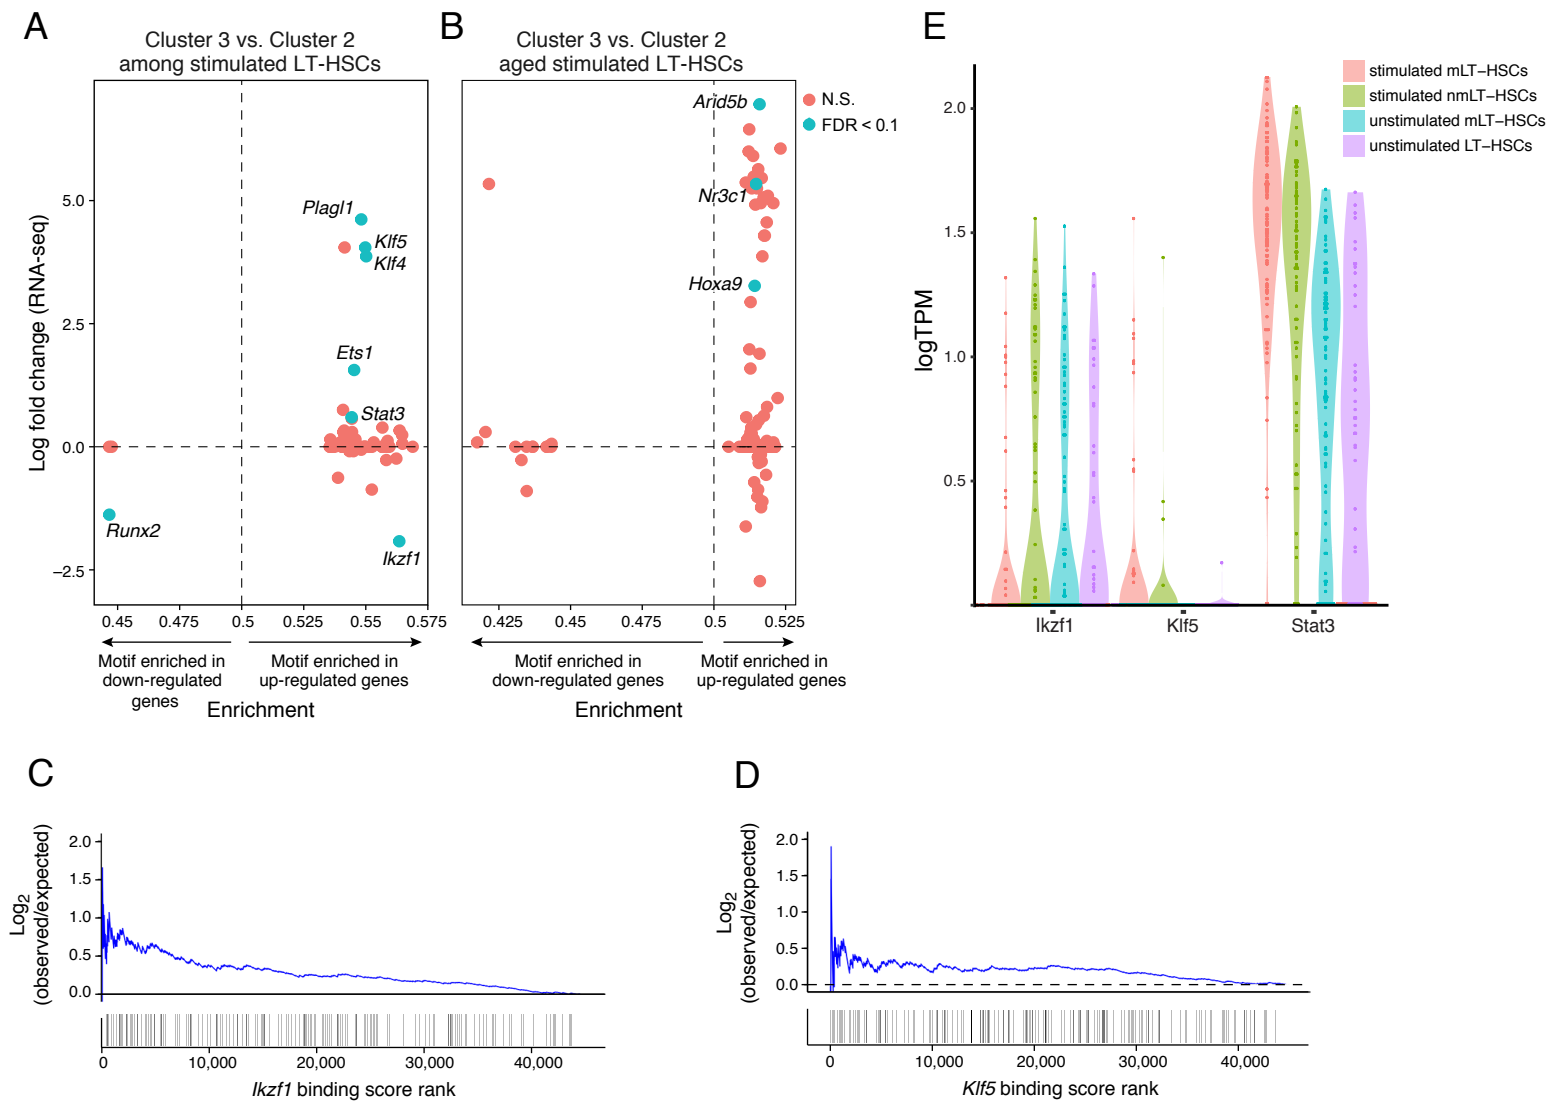 A
Cluster 3 vs. Cluster 2
among stimulated LT-HSCs
Log fold change (RNA-seq)
5.0
2.5
0.0
−2.5
Plagl1
Klf5
Klf4
Ets1
Stat3
Runx2
Ikzf1
0.45
0.475
0.5
0.525
0.55
0.575
Motif enriched in
down-regulated
genes
Motif enriched in
up-regulated genes
Enrichment
B
Cluster 3 vs. Cluster 2
aged stimulated LT-HSCs
Arid5b
Nr3c1
Hoxa9
N.S.
FDR < 0.1
0.425
0.45
0.475
0.5
0.525
Motif enriched in
down-regulated genes
Motif enriched in
up-regulated genes
Enrichment
E
stimulated mLT−HSCs
stimulated nmLT−HSCs
unstimulated mLT−HSCs
unstimulated LT−HSCs
logTPM
2.0
1.5
1.0
0.5
Ikzf1
Klf5
Stat3
C
Log2
(observed/expected)
2.0
1.5
1.0
0.5
0.0
0
10,000
20,000
30,000
40,000
Ikzf1 binding score rank
D
Log2
(observed/expected)
2.0
1.5
1.0
0.5
0.0
0
10,000
20,000
30,000
40,000
Klf5 binding score rank